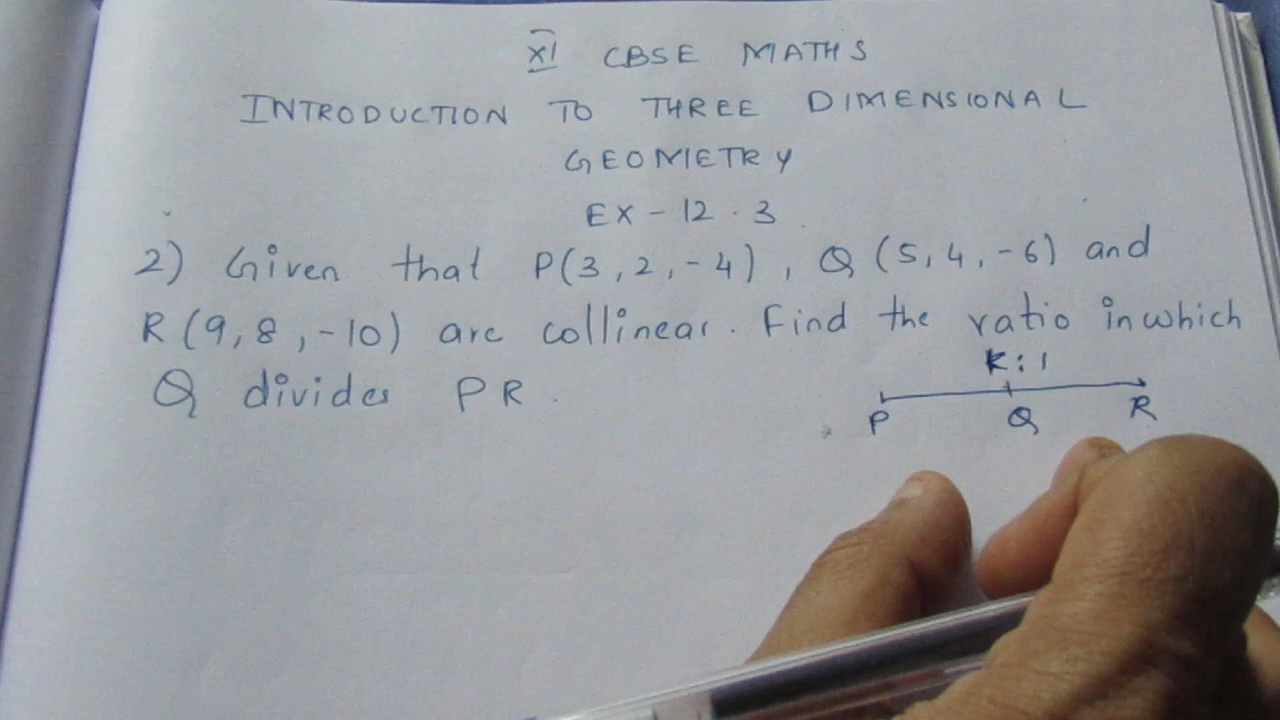 XI CBSE MATHS
INTRODUCTION TO THREE DIMENSIONAL
GEOMETRY
EX - 12.3
2) Given that P(3,2,-4), Q (5,4,-6) and
R(9,8,-10) are collinear. Find the ratio in which
Q divides PR.
K:1
P Q R